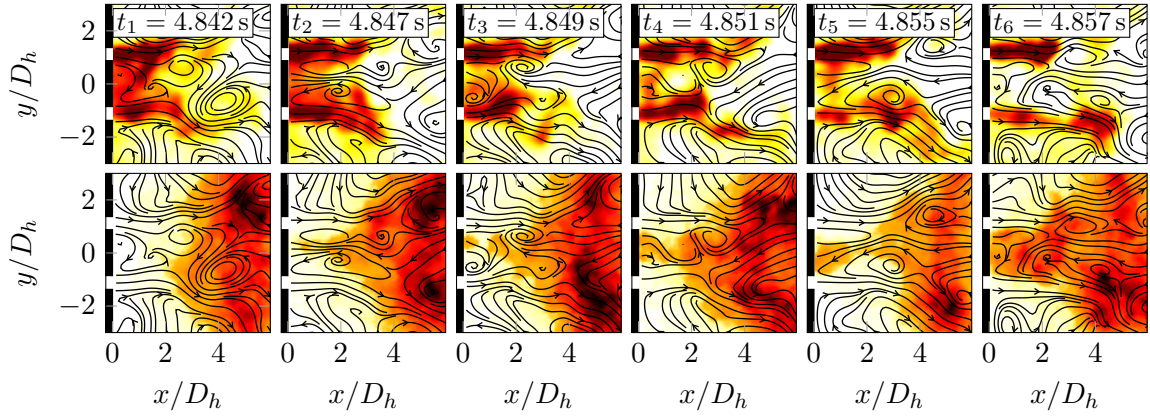 t₁ = 4.842 s t₂ = 4.847 s t₃ = 4.849 s t₄ = 4.851 s t₅ = 4.855 s t₆ = 4.857 s
2
0
−2
y/Dₕ
2
0
−2
y/Dₕ
0 2 4 0 2 4 0 2 4 0 2 4 0 2 4 0 2 4
x/Dₕ x/Dₕ x/Dₕ x/Dₕ x/Dₕ x/Dₕ